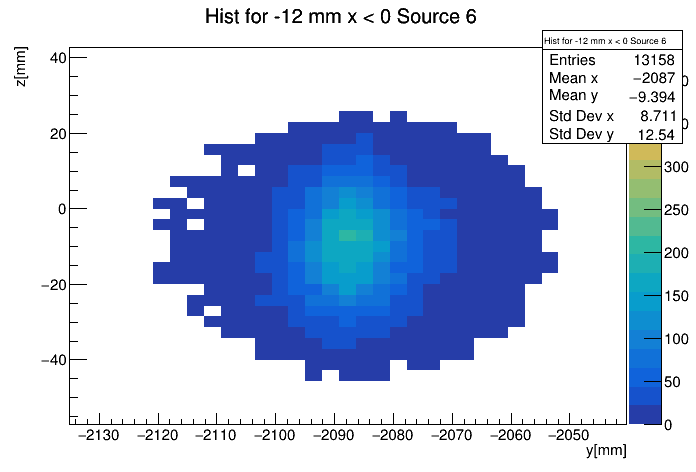 Hist for -12 mm x < 0 Source 6
z[mm]
Hist for -12 mm x < 0 Source 6
Entries 13158
Mean x −2087
Mean y −9.394
Std Dev x 8.711
Std Dev y 12.54
40
20
0
−20
−40
0
0
300
250
200
150
100
50
0
−2130 −2120 −2110 −2100 −2090 −2080 −2070 −2060 −2050
y[mm]